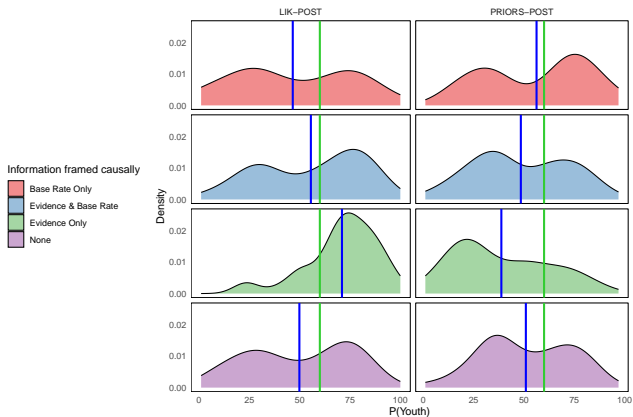 LIK−POST
PRIORS−POST
Information framed causally
Base Rate Only
Evidence & Base Rate
Evidence Only
None
Density
0.02
0.01
0.00
0.02
0.01
0.00
0.02
0.01
0.00
0.02
0.01
0.00
0 25 50 75 100
0 25 50 75 100
P(Youth)